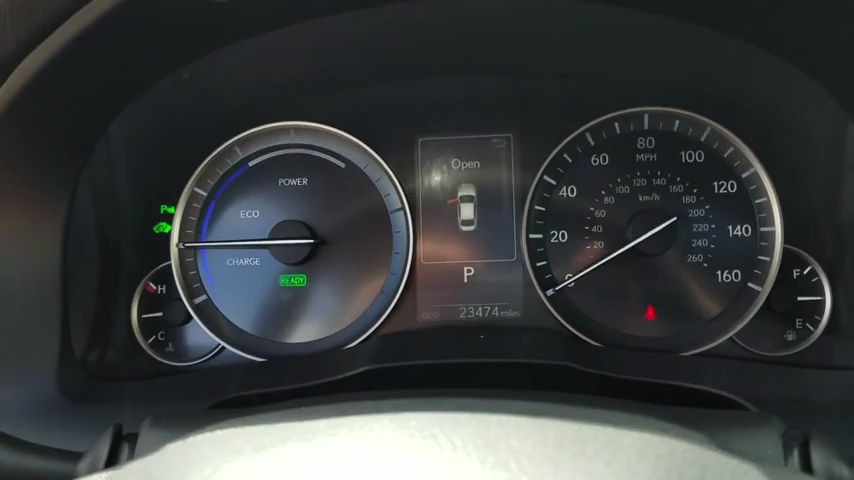 POWER
ECO
CHARGE
READY
H
C
Open
P
ODO 23474 miles
0 20 40 60 80 100 120 140 160
MPH
20 40 60 80 100 120 140 160 180 200 220 240 260
km/h
F
E